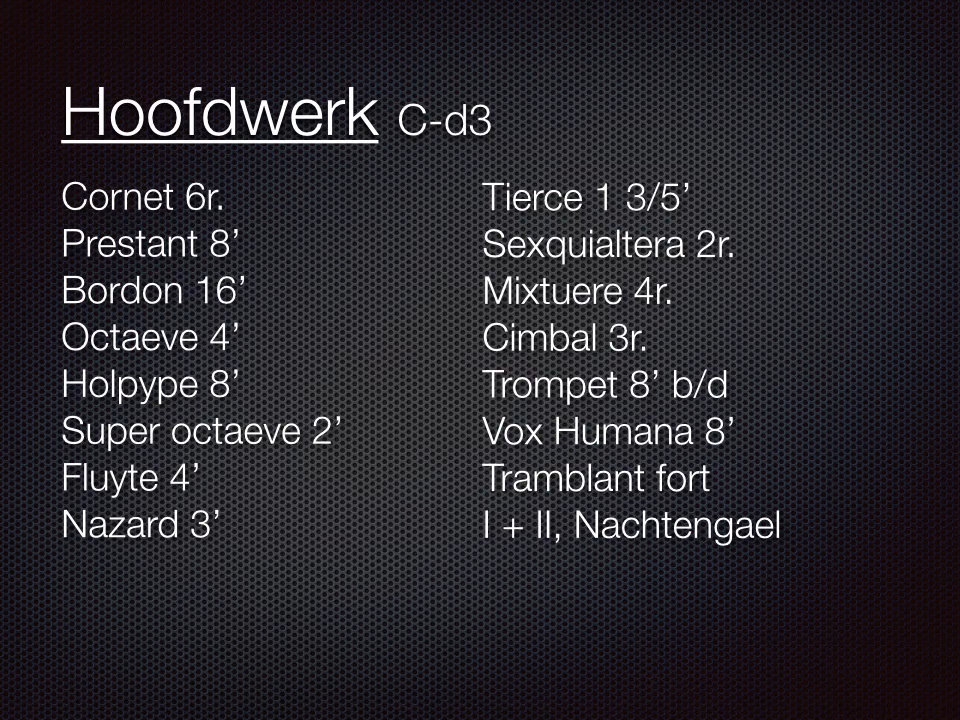 Hoofdwerk C-d3
Cornet 6r.
Prestant 8’
Bordon 16’
Octaeve 4’
Holpype 8’
Super octaeve 2’
Fluyte 4’
Nazard 3’
Tierce 1 3/5’
Sexquialtera 2r.
Mixtuere 4r.
Cimbal 3r.
Trompet 8’ b/d
Vox Humana 8’
Tramblant fort
I + II, Nachtengael